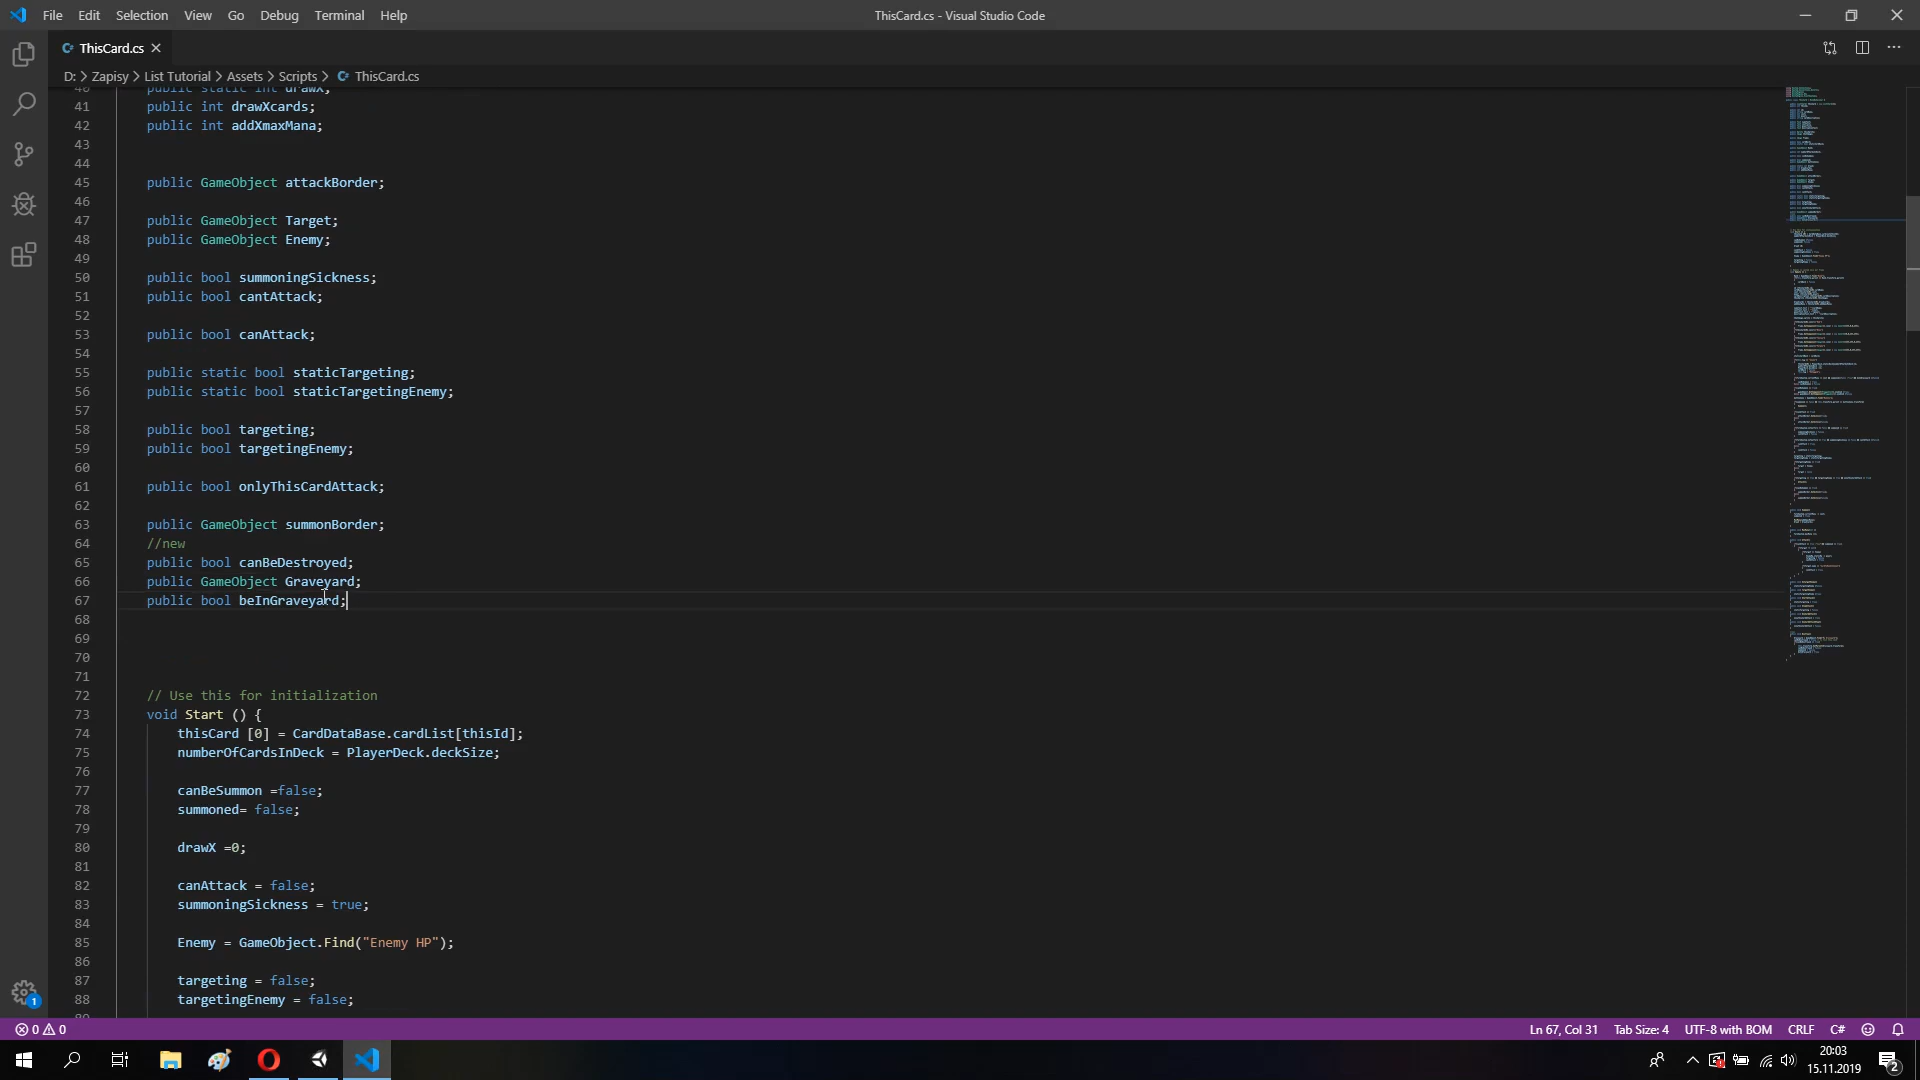 File Edit Selection View Go Debug Terminal Help
ThisCard.cs - Visual Studio Code
ThisCard.cs
D: > Zapisy > List Tutorial > Assets > Scripts > ThisCard.cs
40 public static int drawX;
41 public int drawXcards;
42 public int addXmaxMana;
43
44
45 public GameObject attackBorder;
46
47 public GameObject Target;
48 public GameObject Enemy;
49
50 public bool summoningSickness;
51 public bool cantAttack;
52
53 public bool canAttack;
54
55 public static bool staticTargeting;
56 public static bool staticTargetingEnemy;
57
58 public bool targeting;
59 public bool targetingEnemy;
60
61 public bool onlyThisCardAttack;
62
63 public GameObject summonBorder;
64 //new
65 public bool canBeDestroyed;
66 public GameObject Graveyard;
67 public bool beInGraveyard;
68
69
70
71
72 // Use this for initialization
73 void Start () {
74 thisCard [0] = CardDataBase.cardList[thisId];
75 numberOfCardsInDeck = PlayerDeck.deckSize;
76
77 canBeSummon =false;
78 summoned= false;
79
80 drawX =0;
81
82 canAttack = false;
83 summoningSickness = true;
84
85 Enemy = GameObject.Find("Enemy HP");
86
87 targeting = false;
88 targetingEnemy = false;
89
1
0 0
Ln 67, Col 31 Tab Size: 4 UTF-8 with BOM CRLF C#
20:03
15.11.2019
2